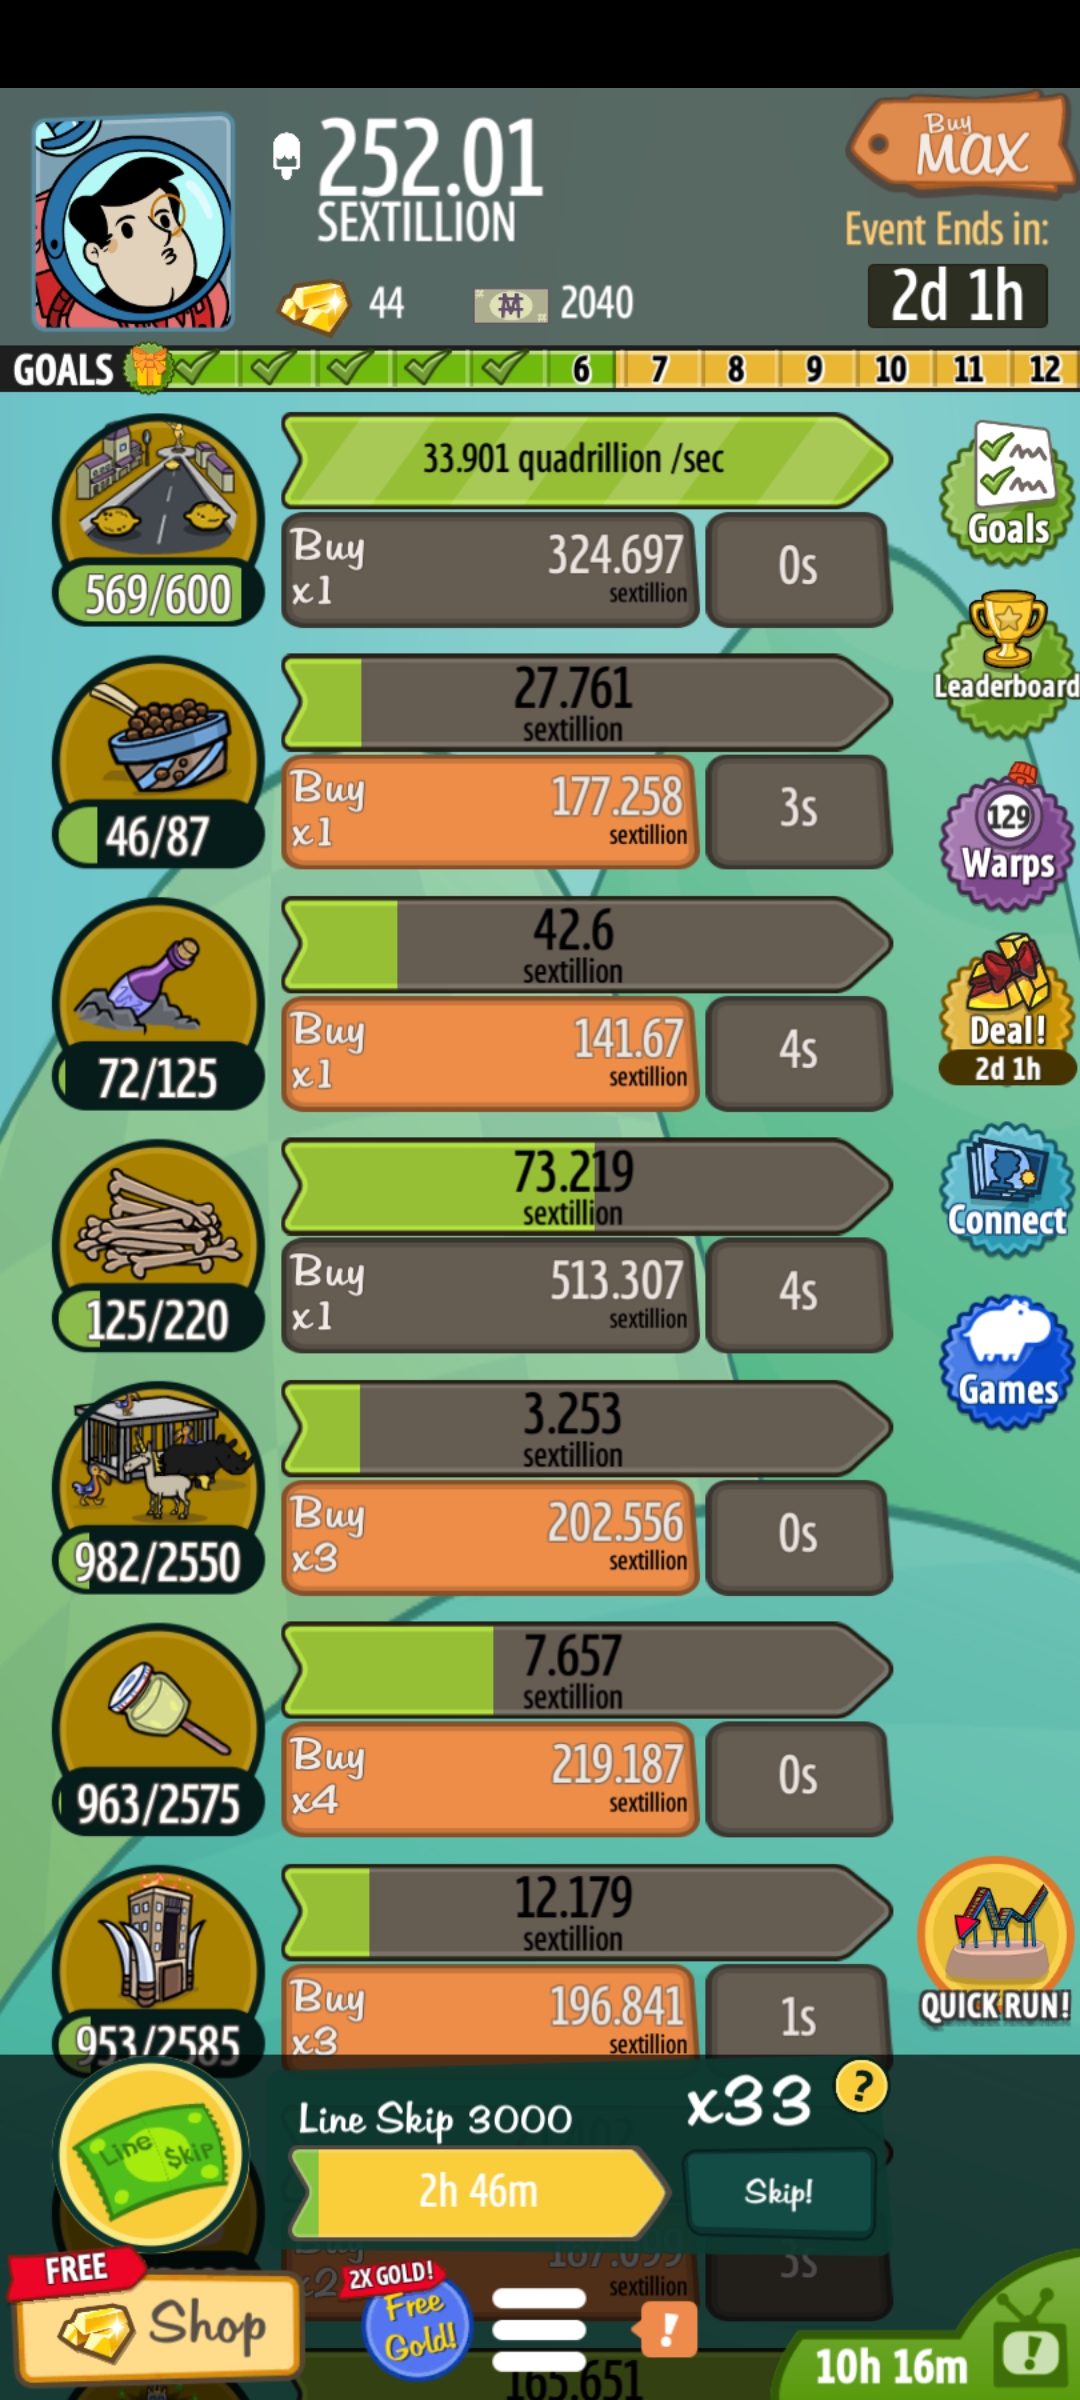 252.01
SEXTILLION
Buy
MAX
Event Ends in:
2d 1h
44
2040
GOALS
6
7
8
9
10
11
12
33.901 quadrillion /sec
Buy
x1
324.697
sextillion
0s
569/600
Goals
Leaderboard
27.761
sextillion
Buy
x1
177.258
sextillion
3s
46/87
129
Warps
42.6
sextillion
Buy
x1
141.67
sextillion
4s
72/125
Deal!
2d 1h
73.219
sextillion
Buy
x1
513.307
sextillion
4s
125/220
Connect
3.253
sextillion
Buy
x3
202.556
sextillion
0s
982/2550
Games
7.657
sextillion
Buy
x4
219.187
sextillion
0s
963/2575
12.179
sextillion
Buy
x3
196.841
sextillion
1s
953/2585
QUICK RUN!
Line Skip
Line Skip 3000
x33
?
2h 46m
Skip!
Buy
x2
sextillion
3s
FREE
Shop
2X GOLD!
Free
Gold!
!
165.651
10h 16m
!